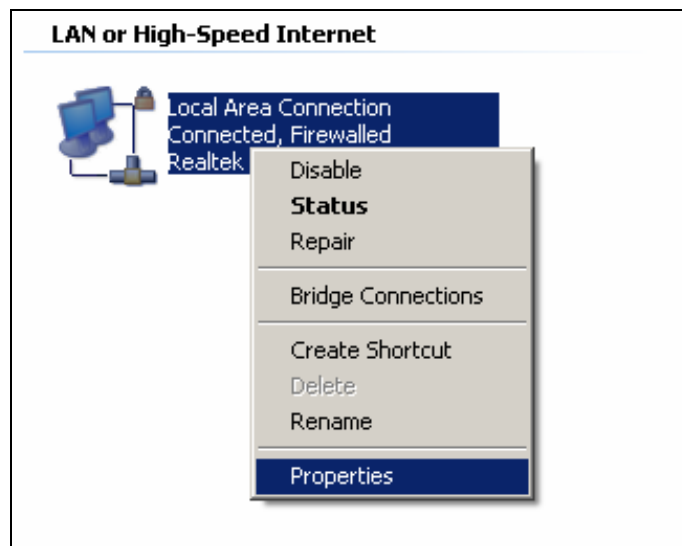 LAN or High-Speed Internet
Local Area Connection
Connected, Firewalled
Realtek
Disable
Status
Repair
Bridge Connections
Create Shortcut
Delete
Rename
Properties